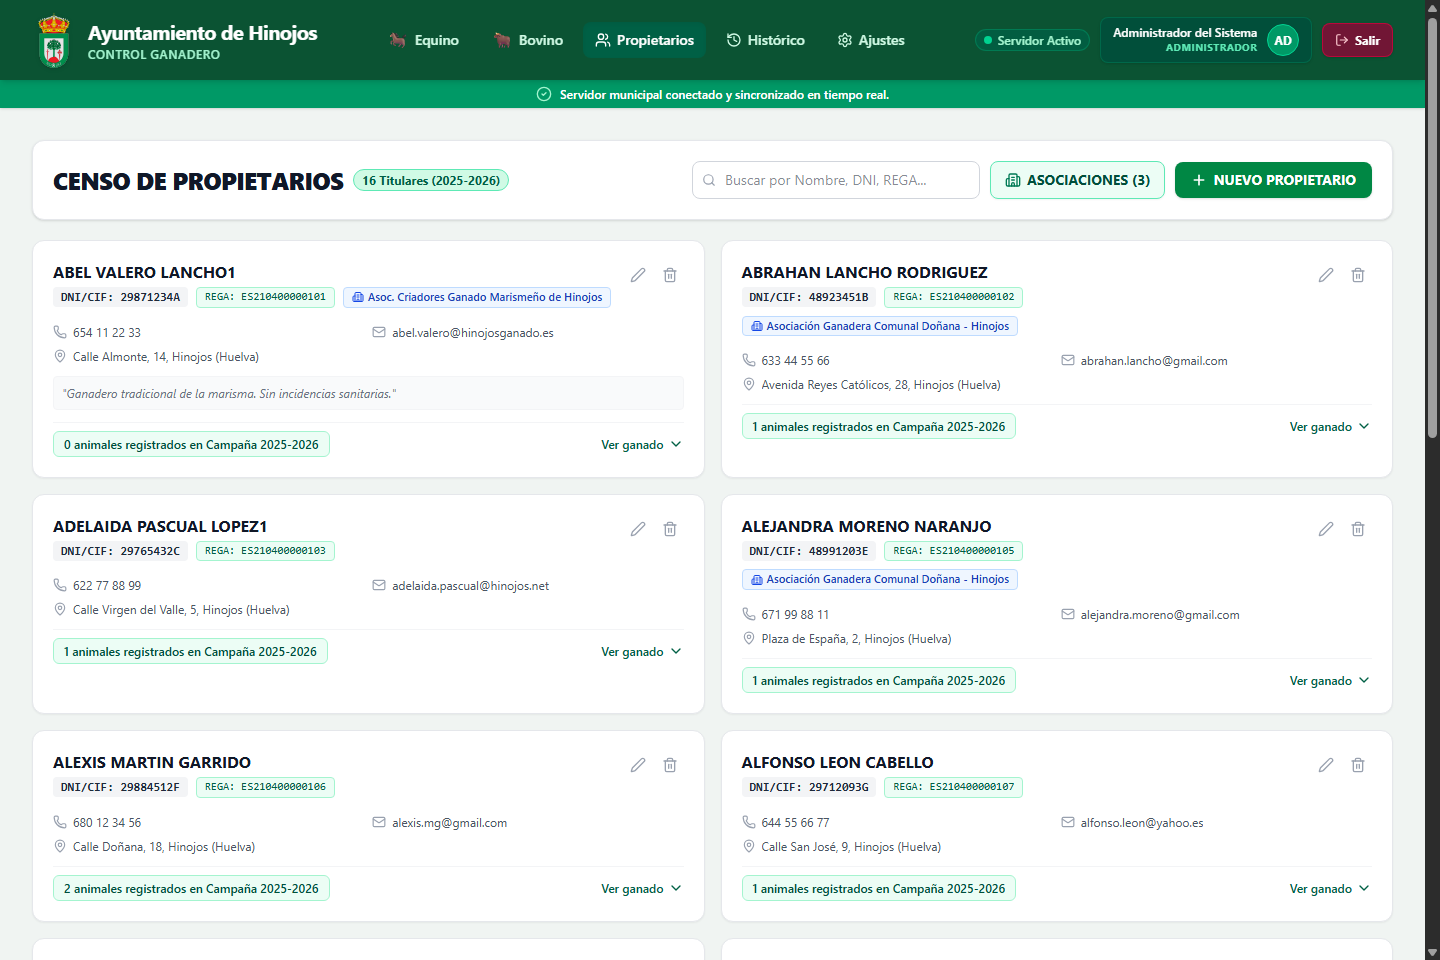 Ayuntamiento de Hinojos
CONTROL GANADERO
Equino
Bovino
Propietarios
Histórico
Ajustes
Servidor Activo
Administrador del Sistema
ADMINISTRADOR
AD
Salir
Servidor municipal conectado y sincronizado en tiempo real.
CENSO DE PROPIETARIOS
16 Titulares (2025-2026)
Buscar por Nombre, DNI, REGA...
ASOCIACIONES (3)
NUEVO PROPIETARIO
ABEL VALERO LANCHO1
DNI/CIF: 29871234A
REGA: ES210400000101
Asoc. Criadores Ganado Marismeño de Hinojos
654 11 22 33
abel.valero@hinojosganado.es
Calle Almonte, 14, Hinojos (Huelva)
"Ganadero tradicional de la marisma. Sin incidencias sanitarias."
0 animales registrados en Campaña 2025-2026
Ver ganado
ABRAHAN LANCHO RODRIGUEZ
DNI/CIF: 48923451B
REGA: ES210400000102
Asociación Ganadera Comunal Doñana - Hinojos
633 44 55 66
abrahan.lancho@gmail.com
Avenida Reyes Católicos, 28, Hinojos (Huelva)
1 animales registrados en Campaña 2025-2026
Ver ganado
ADELAIDA PASCUAL LOPEZ1
DNI/CIF: 29765432C
REGA: ES210400000103
622 77 88 99
adelaida.pascual@hinojos.net
Calle Virgen del Valle, 5, Hinojos (Huelva)
1 animales registrados en Campaña 2025-2026
Ver ganado
ALEJANDRA MORENO NARANJO
DNI/CIF: 48991203E
REGA: ES210400000105
Asociación Ganadera Comunal Doñana - Hinojos
671 99 88 11
alejandra.moreno@gmail.com
Plaza de España, 2, Hinojos (Huelva)
1 animales registrados en Campaña 2025-2026
Ver ganado
ALEXIS MARTIN GARRIDO
DNI/CIF: 29884512F
REGA: ES210400000106
680 12 34 56
alexis.mg@gmail.com
Calle Doñana, 18, Hinojos (Huelva)
2 animales registrados en Campaña 2025-2026
Ver ganado
ALFONSO LEON CABELLO
DNI/CIF: 29712093G
REGA: ES210400000107
644 55 66 77
alfonso.leon@yahoo.es
Calle San José, 9, Hinojos (Huelva)
1 animales registrados en Campaña 2025-2026
Ver ganado